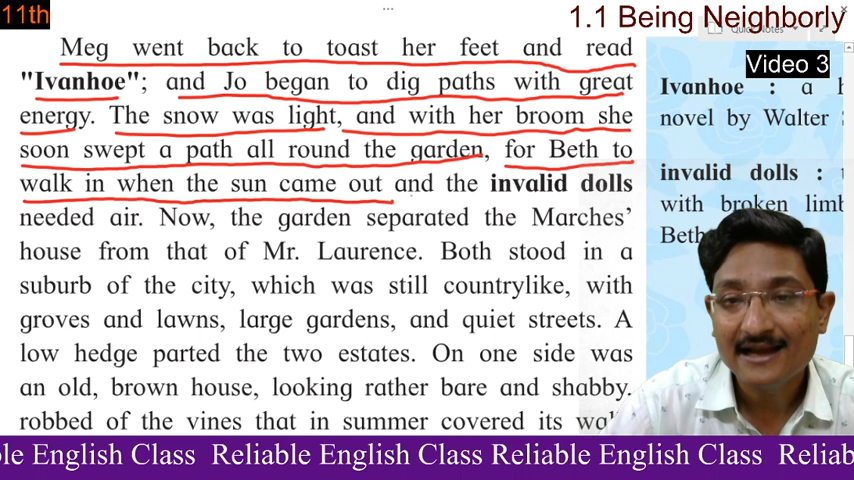 11th
1.1 Being Neighborly
Quick Notes
Video 3
Meg went back to toast her feet and read
"Ivanhoe"; and Jo began to dig paths with great
energy. The snow was light, and with her broom she
soon swept a path all round the garden, for Beth to
walk in when the sun came out and the invalid dolls
needed air. Now, the garden separated the Marches’
house from that of Mr. Laurence. Both stood in a
suburb of the city, which was still countrylike, with
groves and lawns, large gardens, and quiet streets. A
low hedge parted the two estates. On one side was
an old, brown house, looking rather bare and shabby.
robbed of the vines that in summer covered its
Ivanhoe : a
novel by Walter
invalid dolls :
with broken
Beth
English Class Reliable English Class Reliable English Class